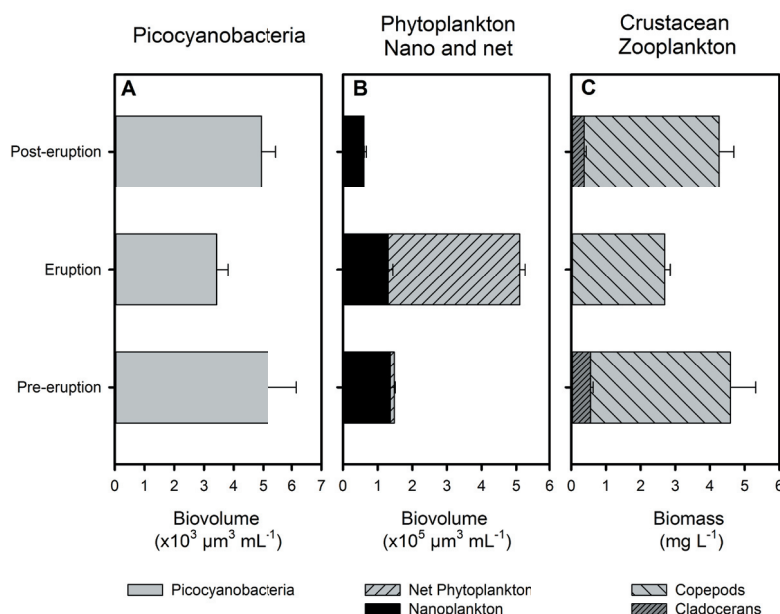 Picocyanobacteria
Phytoplankton
Nano and net
Crustacean
Zooplankton
A
B
C
Post-eruption
Eruption
Pre-eruption
0 1 2 3 4 5 6 7
0 1 2 3 4 5 6
0 1 2 3 4 5 6
Biovolume
(x10³ µm³ mL⁻¹)
Biovolume
(x10⁵ µm³ mL⁻¹)
Biomass
(mg L⁻¹)
Picocyanobacteria
Net Phytoplankton
Nanoplankton
Copepods
Cladocerans